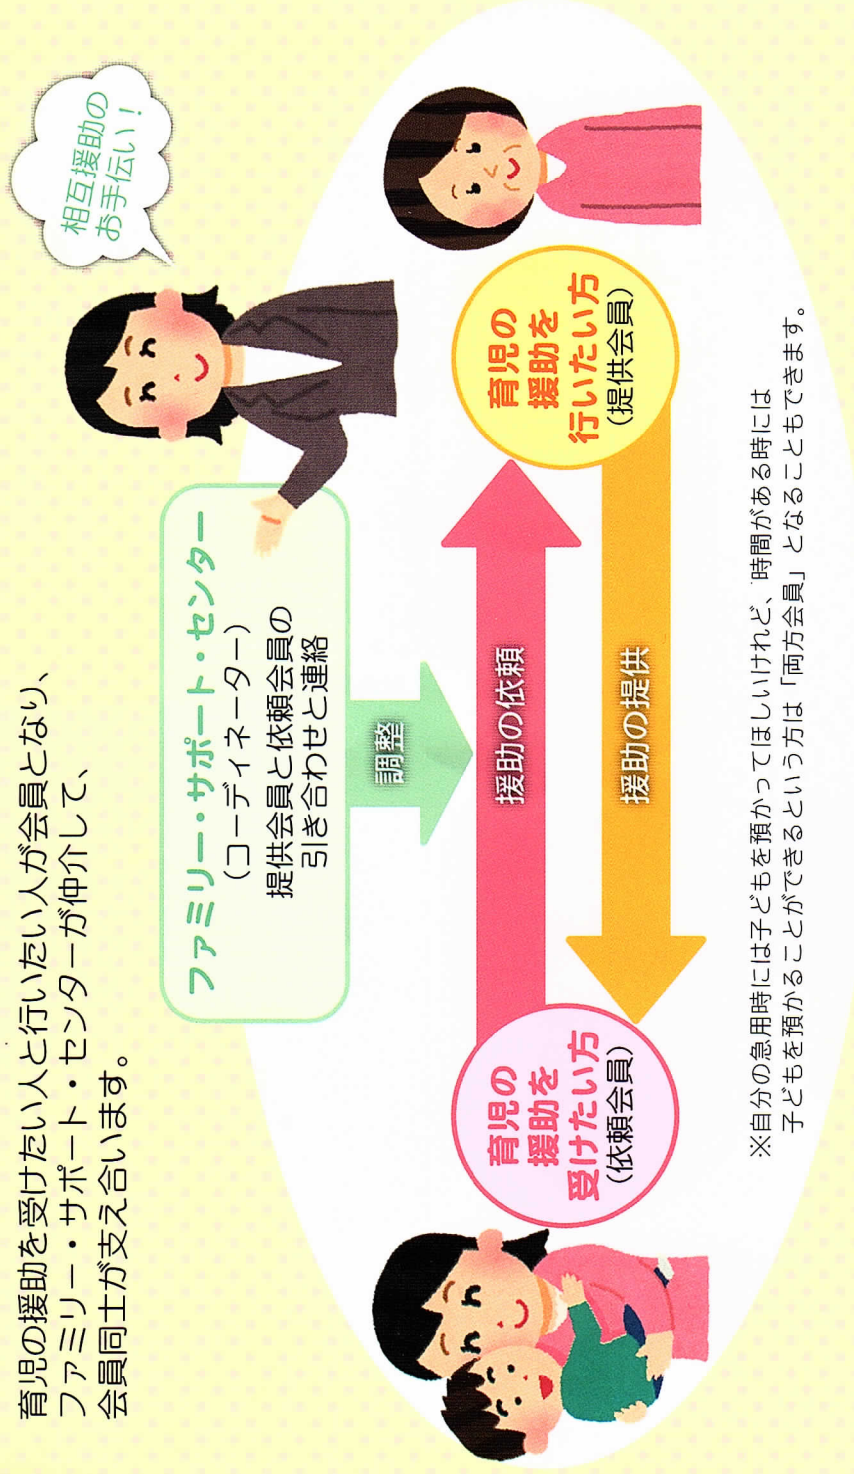 育児の援助を受けたい人と行いたい人が会員となり、
ファミリー・サポート・センターが仲介して、
会員同士が支え合います。
相互援助の
お手伝い！
ファミリー・サポート・センター
（コーディネーター）
提供会員と依頼会員の
引き合わせと連絡
調整
育児の
援助を
受けたい方
（依頼会員）
援助の依頼
援助の提供
育児の
援助を
行いたい方
（提供会員）
※自分の急用時には子どもを預かってほしいけれど、時間がある時には
子どもを預かることができるという方は「両方会員」となることもできます。